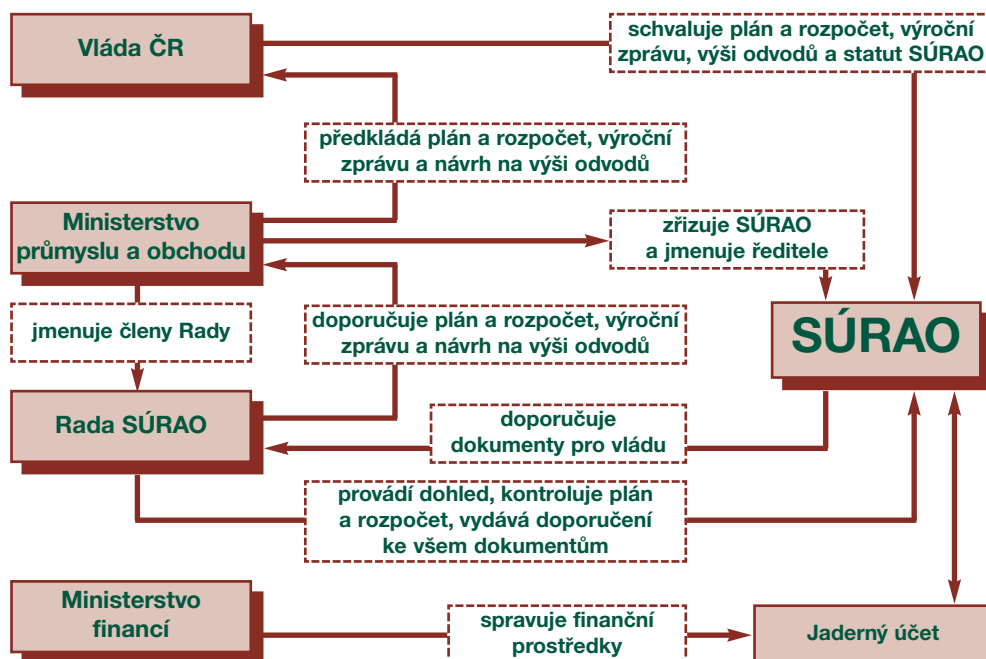 Vláda ČR
schvaluje plán a rozpočet, výroční
zprávu, výši odvodů a statut SÚRAO
předkládá plán a rozpočet, výroční
zprávu a návrh na výši odvodů
Ministerstvo
průmyslu a obchodu
zřizuje SÚRAO
a jmenuje ředitele
jmenuje členy Rady
doporučuje plán a rozpočet, výroční
zprávu a návrh na výši odvodů
SÚRAO
Rada SÚRAO
doporučuje
dokumenty pro vládu
provádí dohled, kontroluje plán
a rozpočet, vydává doporučení
ke všem dokumentům
Ministerstvo
financí
spravuje finanční
prostředky
Jaderný účet